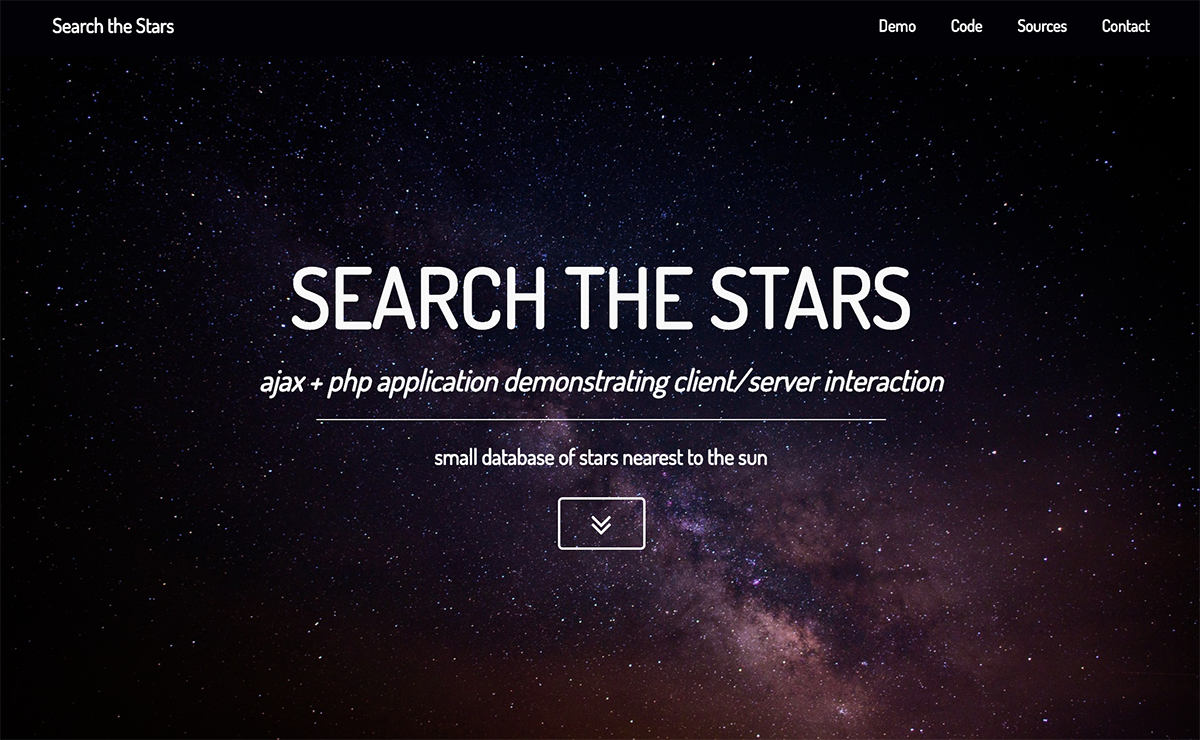 Search the Stars
Demo Code Sources Contact
SEARCH THE STARS
ajax + php application demonstrating client/server interaction
small database of stars nearest to the sun